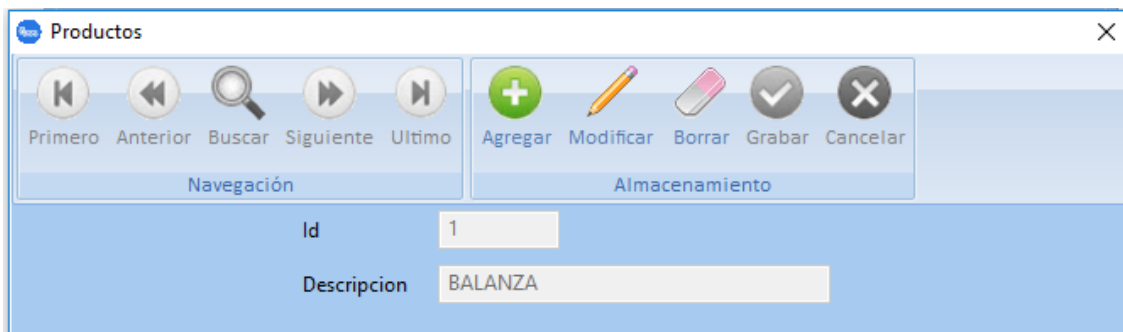 Productos
Primero Anterior Buscar Siguiente Ultimo Agregar Modificar Borrar Grabar Cancelar
Navegación Almacenamiento
Id 1
Descripcion BALANZA